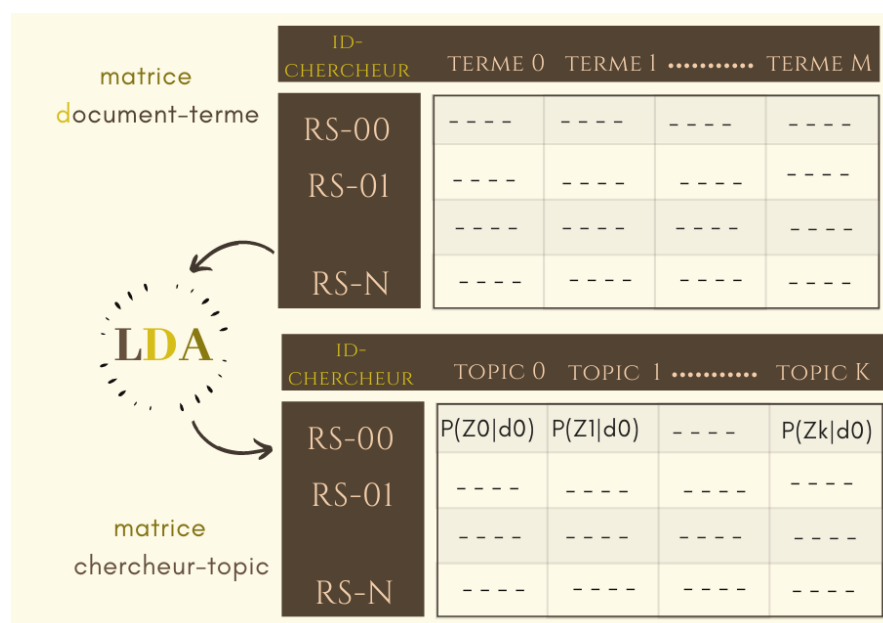 matrice
document-terme
ID-
CHERCHEUR TERME 0 TERME 1 ........... TERME M
RS-00 ---- ---- ---- ----
RS-01 ---- ---- ---- ----
---- ---- ---- ----
RS-N ---- ---- ---- ----
LDA
ID-
CHERCHEUR TOPIC 0 TOPIC 1 ........... TOPIC K
RS-00 P(Z0|d0) P(Z1|d0) ---- P(Zk|d0)
RS-01 ---- ---- ---- ----
---- ---- ---- ----
RS-N ---- ---- ---- ----
matrice
chercheur-topic